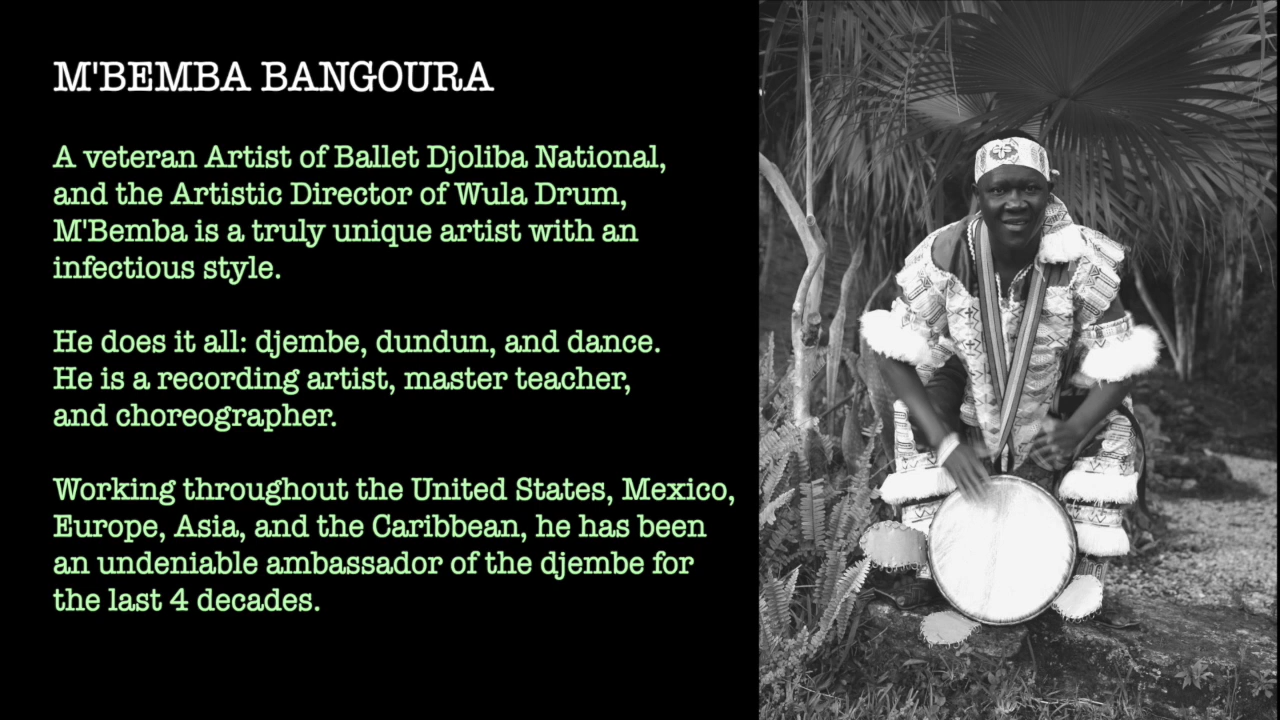 M'BEMBA BANGOURA
A veteran Artist of Ballet Djoliba National,
and the Artistic Director of Wula Drum,
M'Bemba is a truly unique artist with an
infectious style.
He does it all: djembe, dundun, and dance.
He is a recording artist, master teacher,
and choreographer.
Working throughout the United States, Mexico,
Europe, Asia, and the Caribbean, he has been
an undeniable ambassador of the djembe for
the last 4 decades.